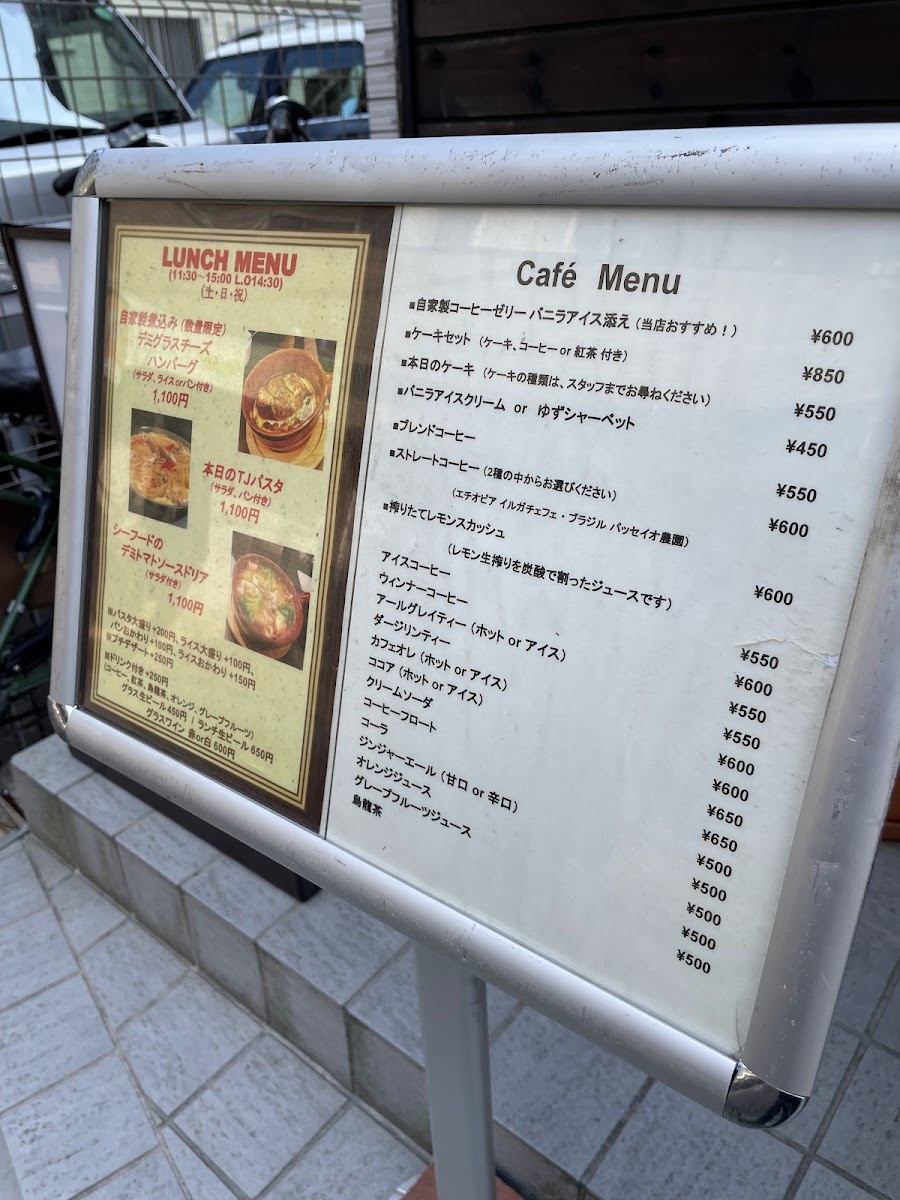 LUNCH MENU
(11:30～15:00 L.O14:30)
(土・日・祝)
自家製煮込み (数量限定)
デミグラスチーズ
ハンバーグ
(サラダ、ライスorパン付き)
1,100円
本日のTJパスタ
(サラダ、パン付き)
1,100円
シーフードの
デミトマトソースドリア
(サラダ付き)
1,100円
※パスタ大盛り+200円、ライス大盛り+100円、
パンおかわり+100円、ライスおかわり+150円
※プチデザート+250円
※ドリンク付き+250円
(コーヒー、紅茶、烏龍茶、オレンジ、グレープフルーツ)
グラス生ビール450円 / ランチ生ビール 650円
グラスワイン 赤or白 600円
Café Menu
■自家製コーヒーゼリー バニラアイス添え (当店おすすめ！) ¥600
■ケーキセット (ケーキ、コーヒー or 紅茶 付き) ¥850
■本日のケーキ (ケーキの種類は、スタッフまでお尋ねください) ¥550
■バニラアイスクリーム or ゆずシャーベット ¥450
■ブレンドコーヒー ¥550
■ストレートコーヒー (2種の中からお選びください) ¥600
(エチオピア イルガチェフェ・ブラジル パッセイオ農園)
■搾りたてレモンスカッシュ ¥600
(レモン生搾りを炭酸で割ったジュースです)
アイスコーヒー ¥550
ウィンナーコーヒー ¥600
アールグレイティー (ホット or アイス) ¥550
ダージリンティー ¥550
カフェオレ (ホット or アイス) ¥600
ココア (ホット or アイス) ¥600
クリームソーダ ¥650
コーヒーフロート ¥650
コーラ ¥500
ジンジャーエール (甘口 or 辛口) ¥500
オレンジジュース ¥500
グレープフルーツジュース ¥500
烏龍茶 ¥500